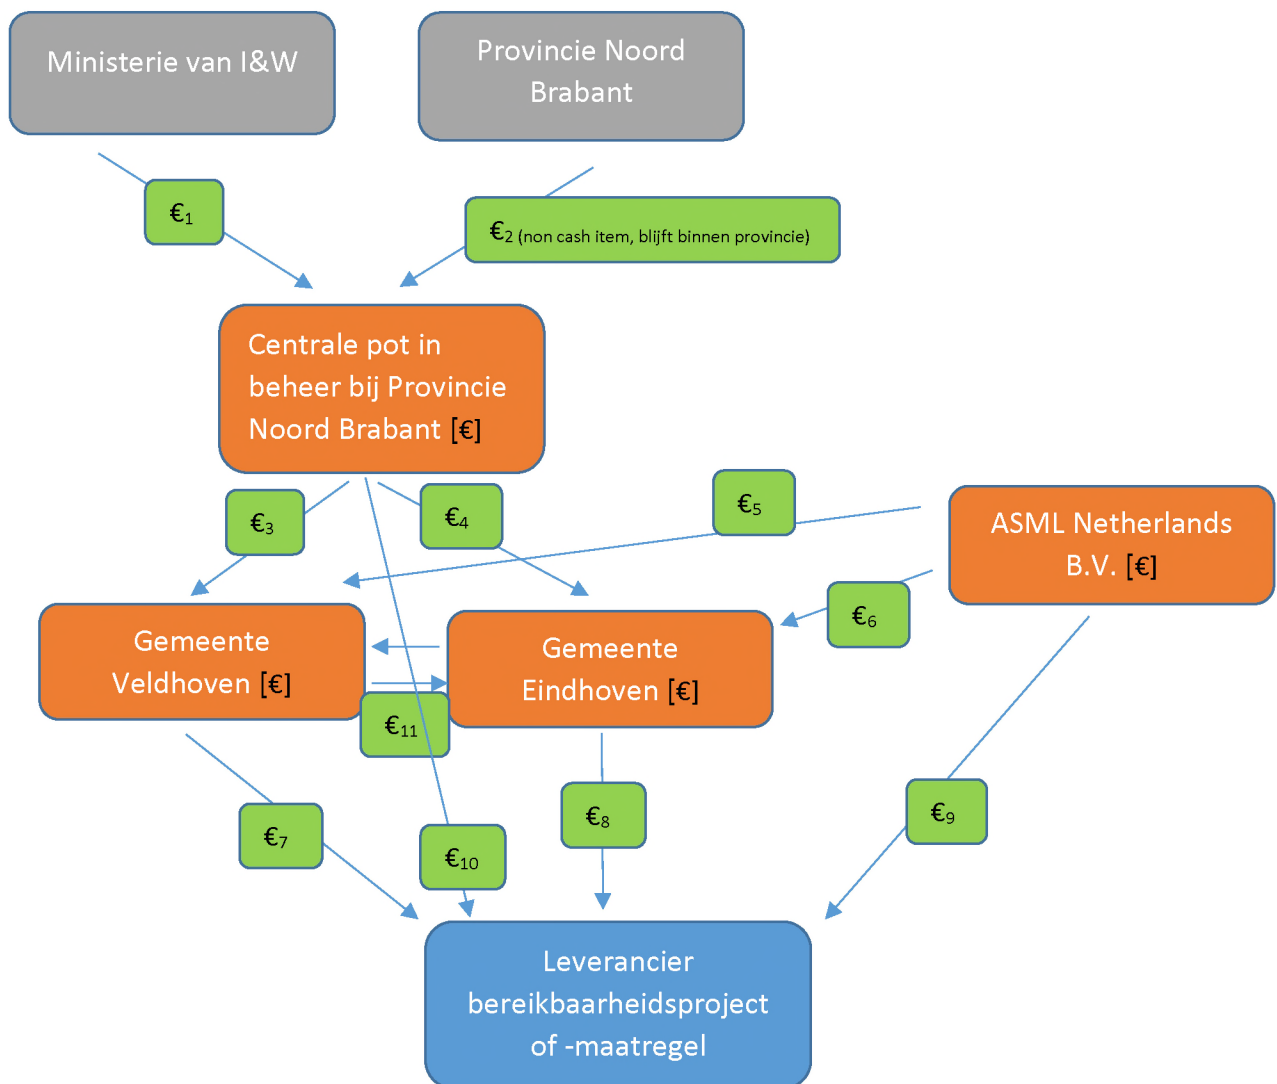 Ministerie van I&W
Provincie Noord
Brabant
€1
€2 (non cash item, blijft binnen provincie)
Centrale pot in
beheer bij Provincie
Noord Brabant [€]
€3
€4
€5
ASML Netherlands
B.V. [€]
€6
Gemeente
Veldhoven [€]
Gemeente
Eindhoven [€]
€11
€7
€10
€8
€9
Leverancier
bereikbaarheidsproject
of -maatregel